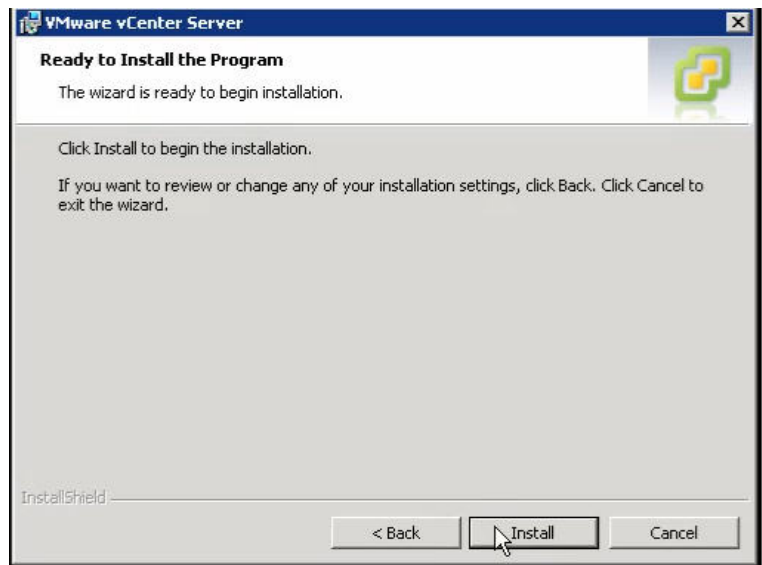 VMware vCenter Server
Ready to Install the Program
The wizard is ready to begin installation.
Click Install to begin the installation.
If you want to review or change any of your installation settings, click Back. Click Cancel to
exit the wizard.
InstallShield
< Back Install Cancel